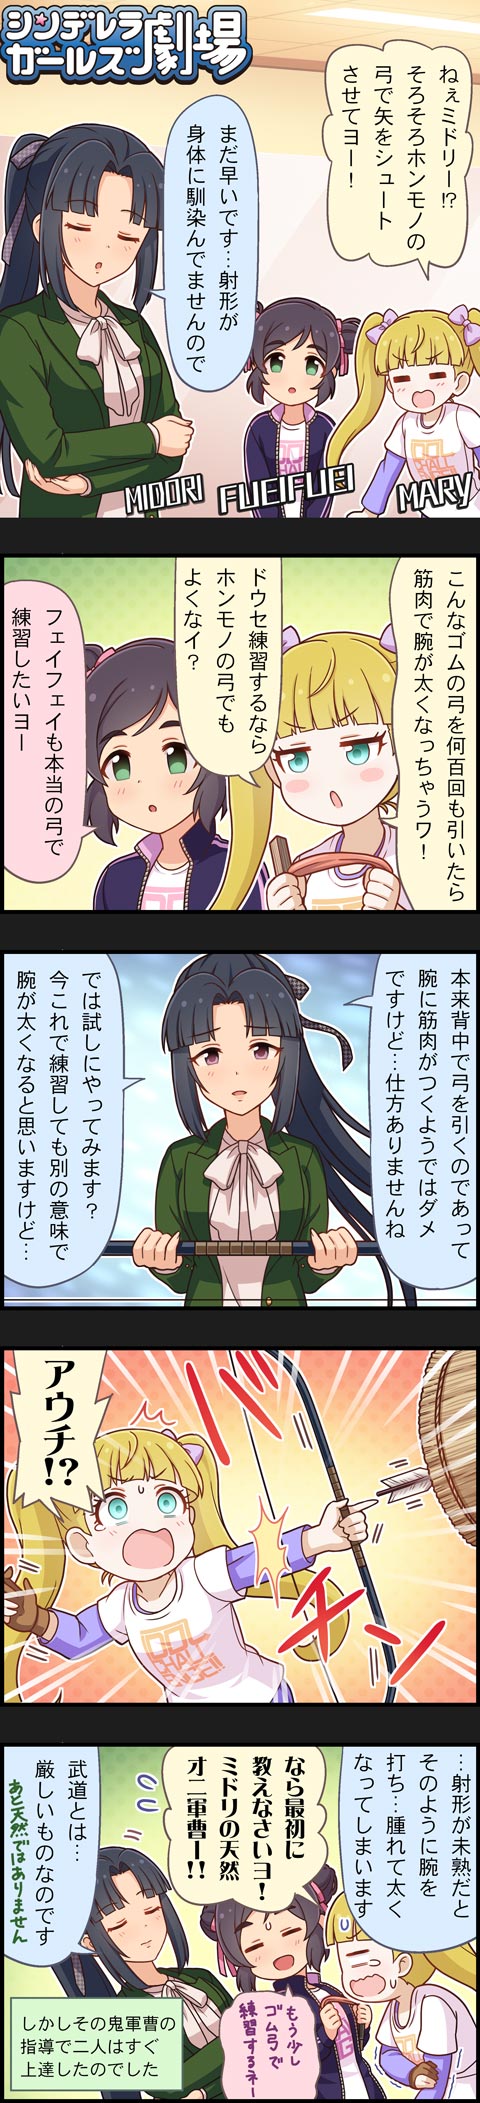 シンデレラ
ガールズ劇場
ねぇミドリー!?
そろそろホンモノの
弓で矢をシュート
させてヨー!
まだ早いです…射形が
身体に馴染んでませんので
MIDORI
FUEIFUEI
MARY
こんなゴムの弓を何百回も引いたら
筋肉で腕が太くなっちゃうワ!
ドウセ練習するなら
ホンモノの弓でも
よくなイ?
フェイフェイも本当の弓で
練習したいヨー
本来背中で弓を引くのであって
腕に筋肉がつくようではダメ
ですけど…仕方ありませんね
では試しにやってみます?
今これで練習しても別の意味で
腕が太くなると思いますけど…
アウチ!?
バチン
…射形が未熟だと
そのように腕を
打ち…腫れて太く
なってしまいます
なら最初に
教えなさいヨ!
ミドリの天然
オニ軍曹ー!!
もう少し
ゴム弓で
練習するネー
武道とは…
厳しいものなのです
あと天然ではありません
しかしその鬼軍曹の
指導で二人はすぐ
上達したのでした